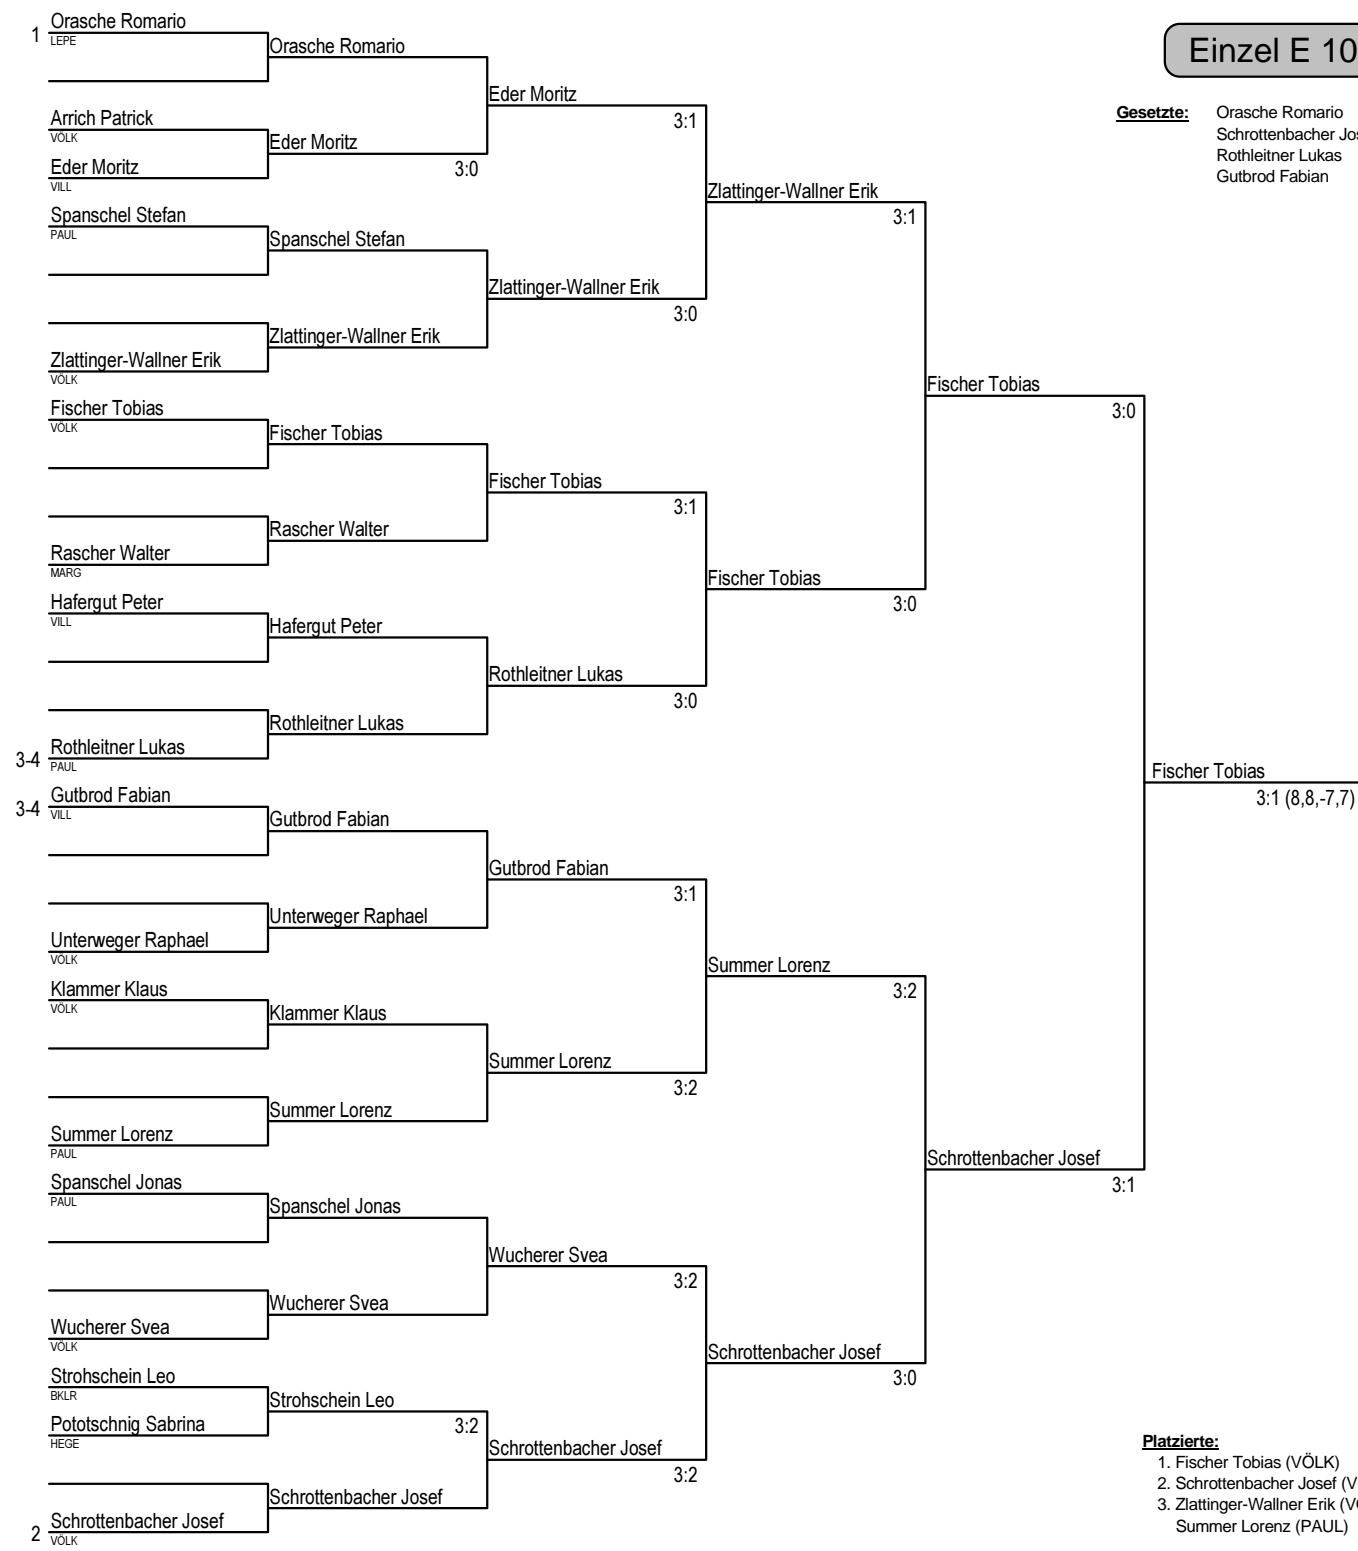 Einzel E 10
Gesetzte: Orasche Romario
Schrottenbacher Jos
Rothleitner Lukas
Gutbrod Fabian
1 Orasche Romario
LEPE
Arrich Patrick
VÖLK
Eder Moritz
VILL
Spanschel Stefan
PAUL
Zlattinger-Wallner Erik
VÖLK
Fischer Tobias
VÖLK
Rascher Walter
MARG
Hafergut Peter
VILL
3-4 Rothleitner Lukas
PAUL
3-4 Gutbrod Fabian
VILL
Unterweger Raphael
VÖLK
Klammer Klaus
VÖLK
Summer Lorenz
PAUL
Spanschel Jonas
PAUL
Wucherer Svea
VÖLK
Strohschein Leo
BKLR
Pototschnig Sabrina
HEGE
2 Schrottenbacher Josef
VÖLK
Orasche Romario
Eder Moritz
3:0
Spanschel Stefan
Zlattinger-Wallner Erik
Fischer Tobias
Rascher Walter
Hafergut Peter
Rothleitner Lukas
Gutbrod Fabian
Unterweger Raphael
Klammer Klaus
Summer Lorenz
Spanschel Jonas
Wucherer Svea
Strohschein Leo
3:2
Schrottenbacher Josef
Eder Moritz
3:1
Zlattinger-Wallner Erik
3:0
Fischer Tobias
3:1
Rothleitner Lukas
3:0
Gutbrod Fabian
3:1
Summer Lorenz
3:2
Wucherer Svea
3:2
Schrottenbacher Josef
3:2
Zlattinger-Wallner Erik
3:1
Fischer Tobias
3:0
Summer Lorenz
3:2
Schrottenbacher Josef
3:0
Fischer Tobias
3:0
Schrottenbacher Josef
3:1
Fischer Tobias
3:1 (8,8,-7,7)
Platzierte:
1. Fischer Tobias (VÖLK)
2. Schrottenbacher Josef (V
3. Zlattinger-Wallner Erik (VÖ
Summer Lorenz (PAUL)